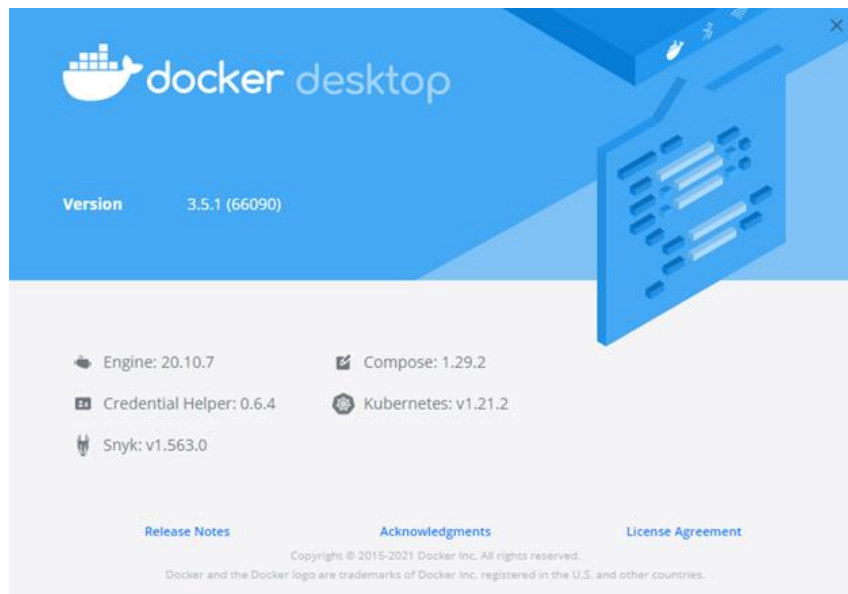 docker desktop
Version 3.5.1 (66090)
Engine: 20.10.7
Compose: 1.29.2
Credential Helper: 0.6.4
Kubernetes: v1.21.2
Snyk: v1.563.0
Release Notes
Acknowledgments
License Agreement
Copyright © 2015-2021 Docker Inc. All rights reserved.
Docker and the Docker logo are trademarks of Docker Inc. registered in the U.S. and other countries.